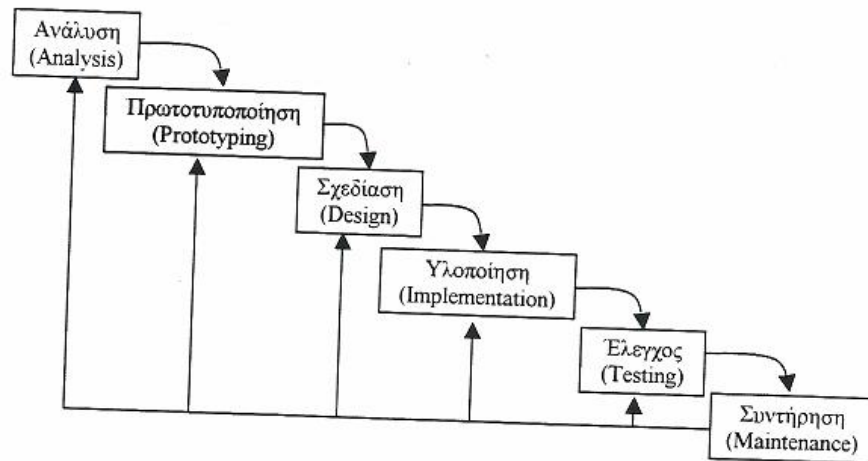 Ανάλυση
(Analysis)
Πρωτοτυποποίηση
(Prototyping)
Σχεδίαση
(Design)
Υλοποίηση
(Implementation)
Έλεγχος
(Testing)
Συντήρηση
(Maintenance)